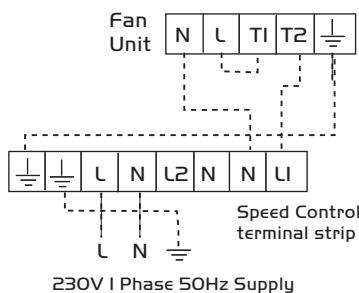 Fan
Unit
N L T1 T2
L N L2 N N L1
Speed Control
terminal strip
L N
230V 1 Phase 50Hz Supply